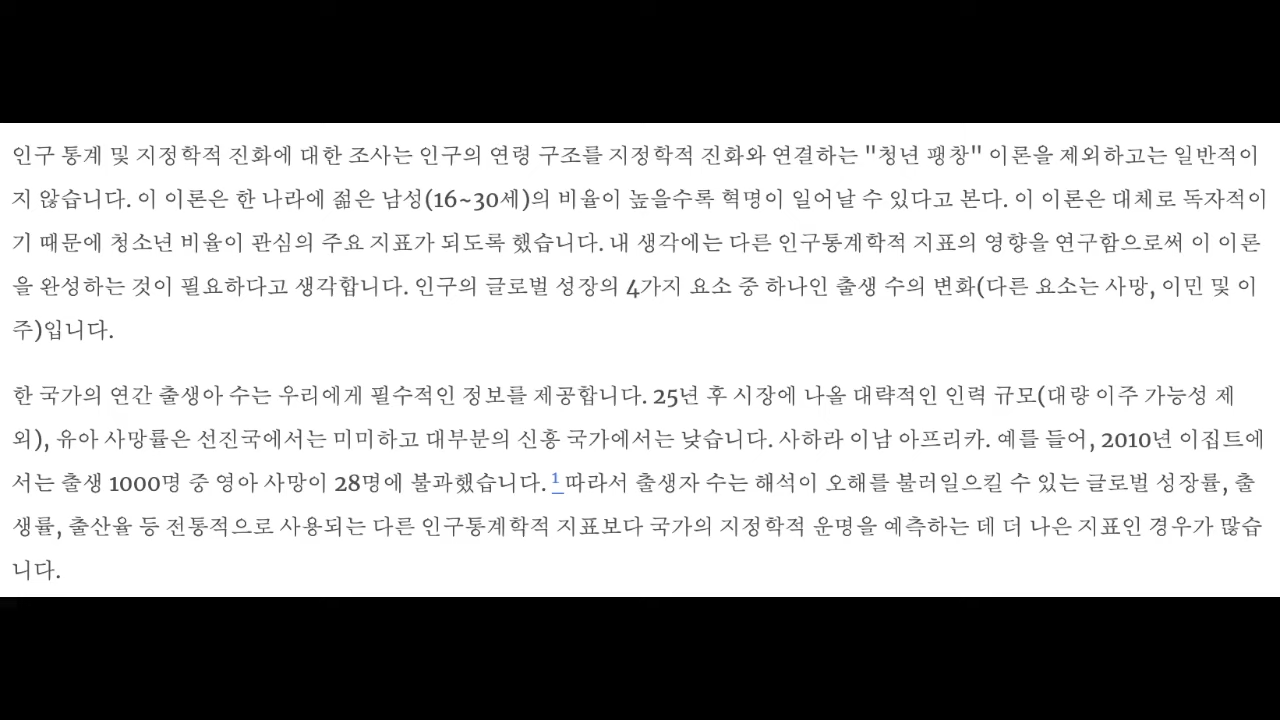 인구 통계 및 지정학적 진화에 대한 조사는 인구의 연령 구조를 지정학적 진화와 연결하는 "청년 팽창" 이론을 제외하고는 일반적이
지 않습니다. 이 이론은 한 나라에 젊은 남성(16~30세)의 비율이 높을수록 혁명이 일어날 수 있다고 본다. 이 이론은 대체로 독자적이
기 때문에 청소년 비율이 관심의 주요 지표가 되도록 했습니다. 내 생각에는 다른 인구통계학적 지표의 영향을 연구함으로써 이 이론
을 완성하는 것이 필요하다고 생각합니다. 인구의 글로벌 성장의 4가지 요소 중 하나인 출생 수의 변화(다른 요소는 사망, 이민 및 이
주)입니다.
한 국가의 연간 출생아 수는 우리에게 필수적인 정보를 제공합니다. 25년 후 시장에 나올 대략적인 인력 규모(대량 이주 가능성 제
외), 유아 사망률은 선진국에서는 미미하고 대부분의 신흥 국가에서는 낮습니다. 사하라 이남 아프리카. 예를 들어, 2010년 이집트에
서는 출생 1000명 중 영아 사망이 28명에 불과했습니다. 1 따라서 출생자 수는 해석이 오해를 불러일으킬 수 있는 글로벌 성장률, 출
생률, 출산율 등 전통적으로 사용되는 다른 인구통계학적 지표보다 국가의 지정학적 운명을 예측하는 데 더 나은 지표인 경우가 많습
니다.